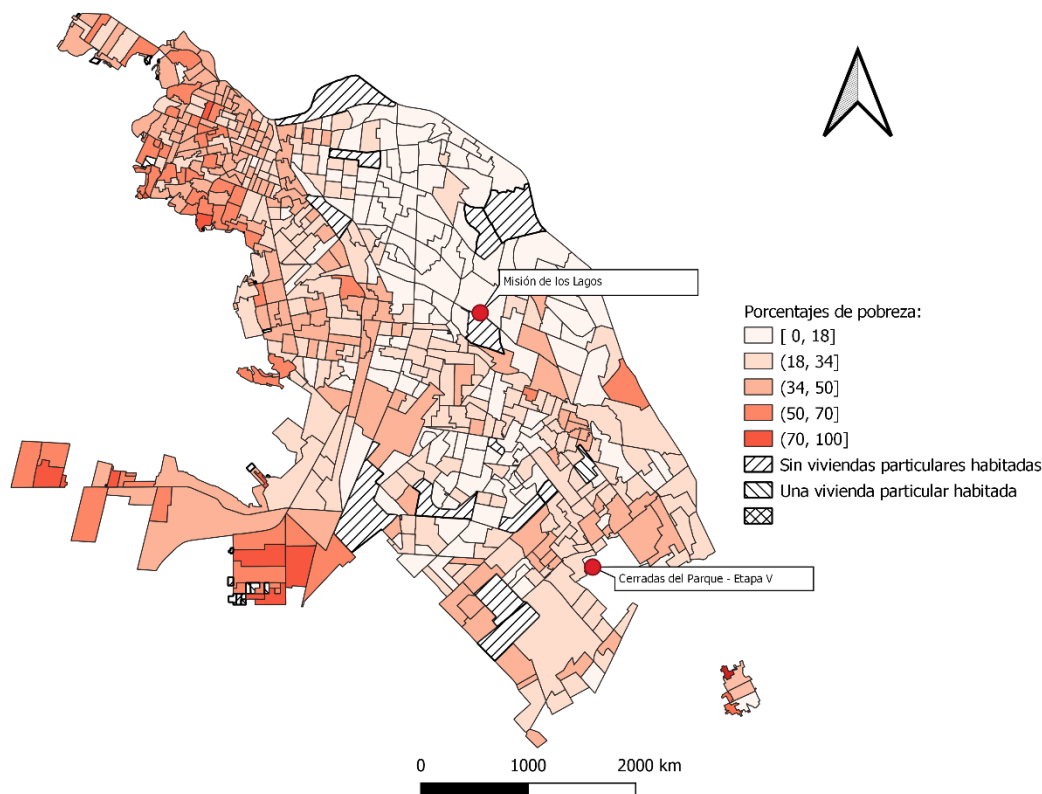 Misión de los Lagos
Porcentajes de pobreza:
[ 0, 18]
(18, 34]
(34, 50]
(50, 70]
(70, 100]
Sin viviendas particulares habitadas
Una vivienda particular habitada
Cerradas del Parque - Etapa V
0 1000 2000 km